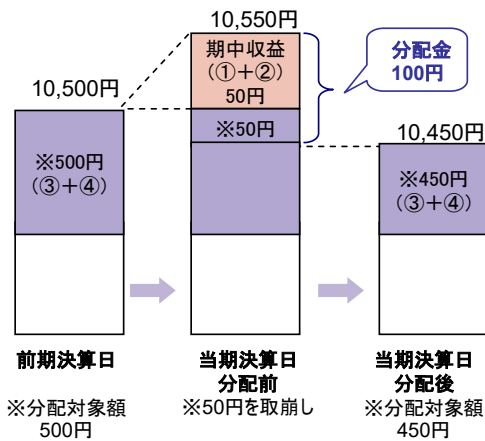 10,550円
期中収益
(①+②)
50円
分配金
100円
10,500円
※50円
10,450円
※500円
(③+④)
※450円
(③+④)
前期決算日
当期決算日
分配前
当期決算日
分配後
※分配対象額
500円
※50円を取崩し
※分配対象額
450円